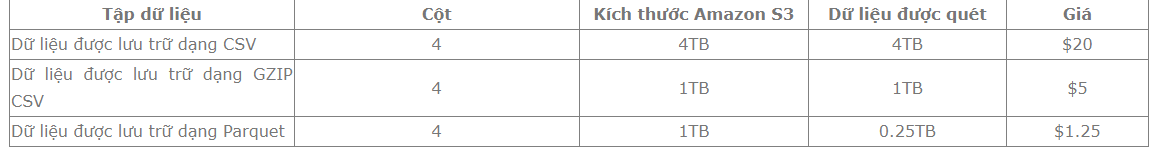 Tập dữ liệu Cột Kích thước Amazon S3 Dữ liệu được quét Giá
Dữ liệu được lưu trữ dạng CSV 4 4TB 4TB $20
Dữ liệu được lưu trữ dạng GZIP
CSV 4 1TB 1TB $5
Dữ liệu được lưu trữ dạng Parquet 4 1TB 0.25TB $1.25